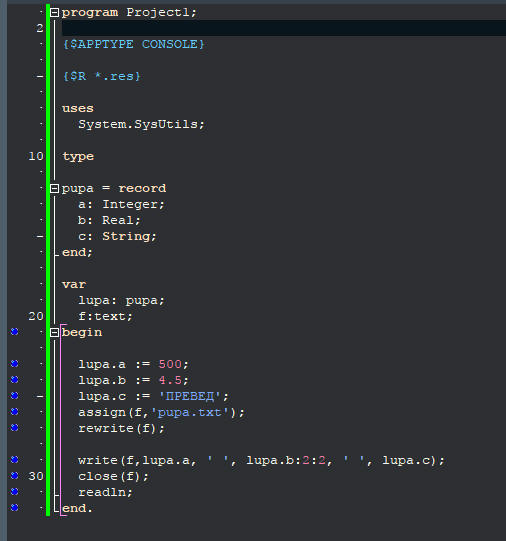 program Project1;
2
{$APPTYPE CONSOLE}
{$R *.res}
uses
System.SysUtils;
10 type
pupa = record
a: Integer;
b: Real;
c: String;
end;
var
lupa: pupa;
20 f:text;
begin
lupa.a := 500;
lupa.b := 4.5;
lupa.c := 'ПРЕВЕД';
assign(f,'pupa.txt');
rewrite(f);
write(f,lupa.a, ' ', lupa.b:2:2, ' ', lupa.c);
30 close(f);
readln;
end.